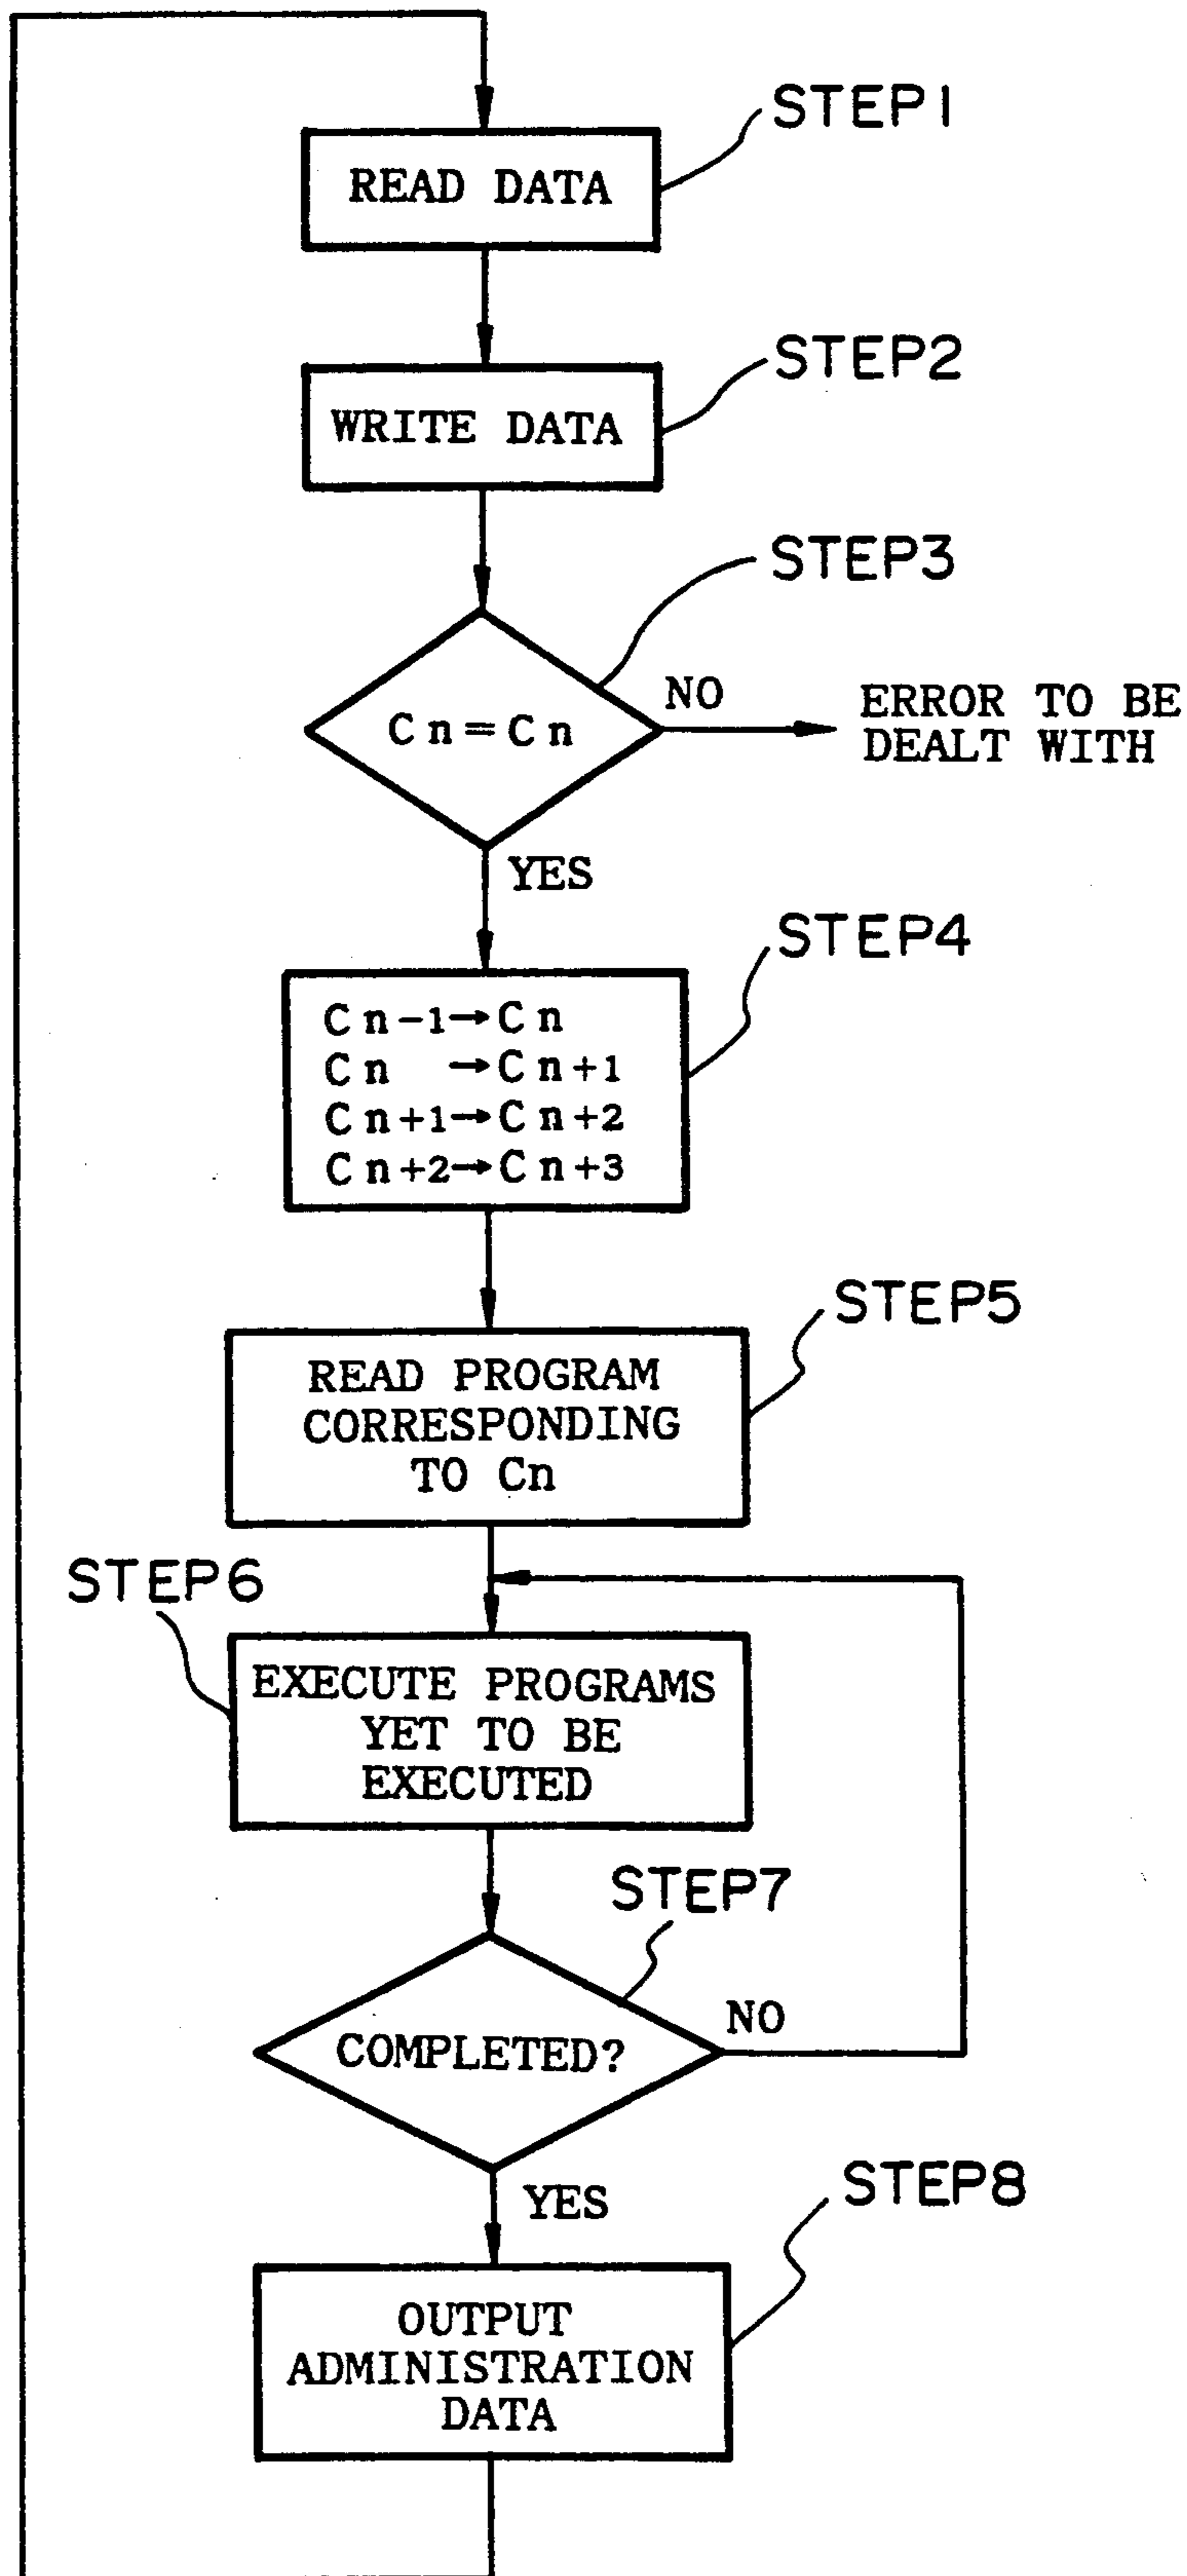 STEP1
READ DATA
STEP2
WRITE DATA
STEP3
Cn=Cn
NO
ERROR TO BE
DEALT WITH
YES
STEP4
Cn-1→Cn
Cn →Cn+1
Cn+1→Cn+2
Cn+2→Cn+3
STEP5
READ PROGRAM
CORRESPONDING
TO Cn
STEP6
EXECUTE PROGRAMS
YET TO BE
EXECUTED
STEP7
COMPLETED?
NO
YES
STEP8
OUTPUT
ADMINISTRATION
DATA